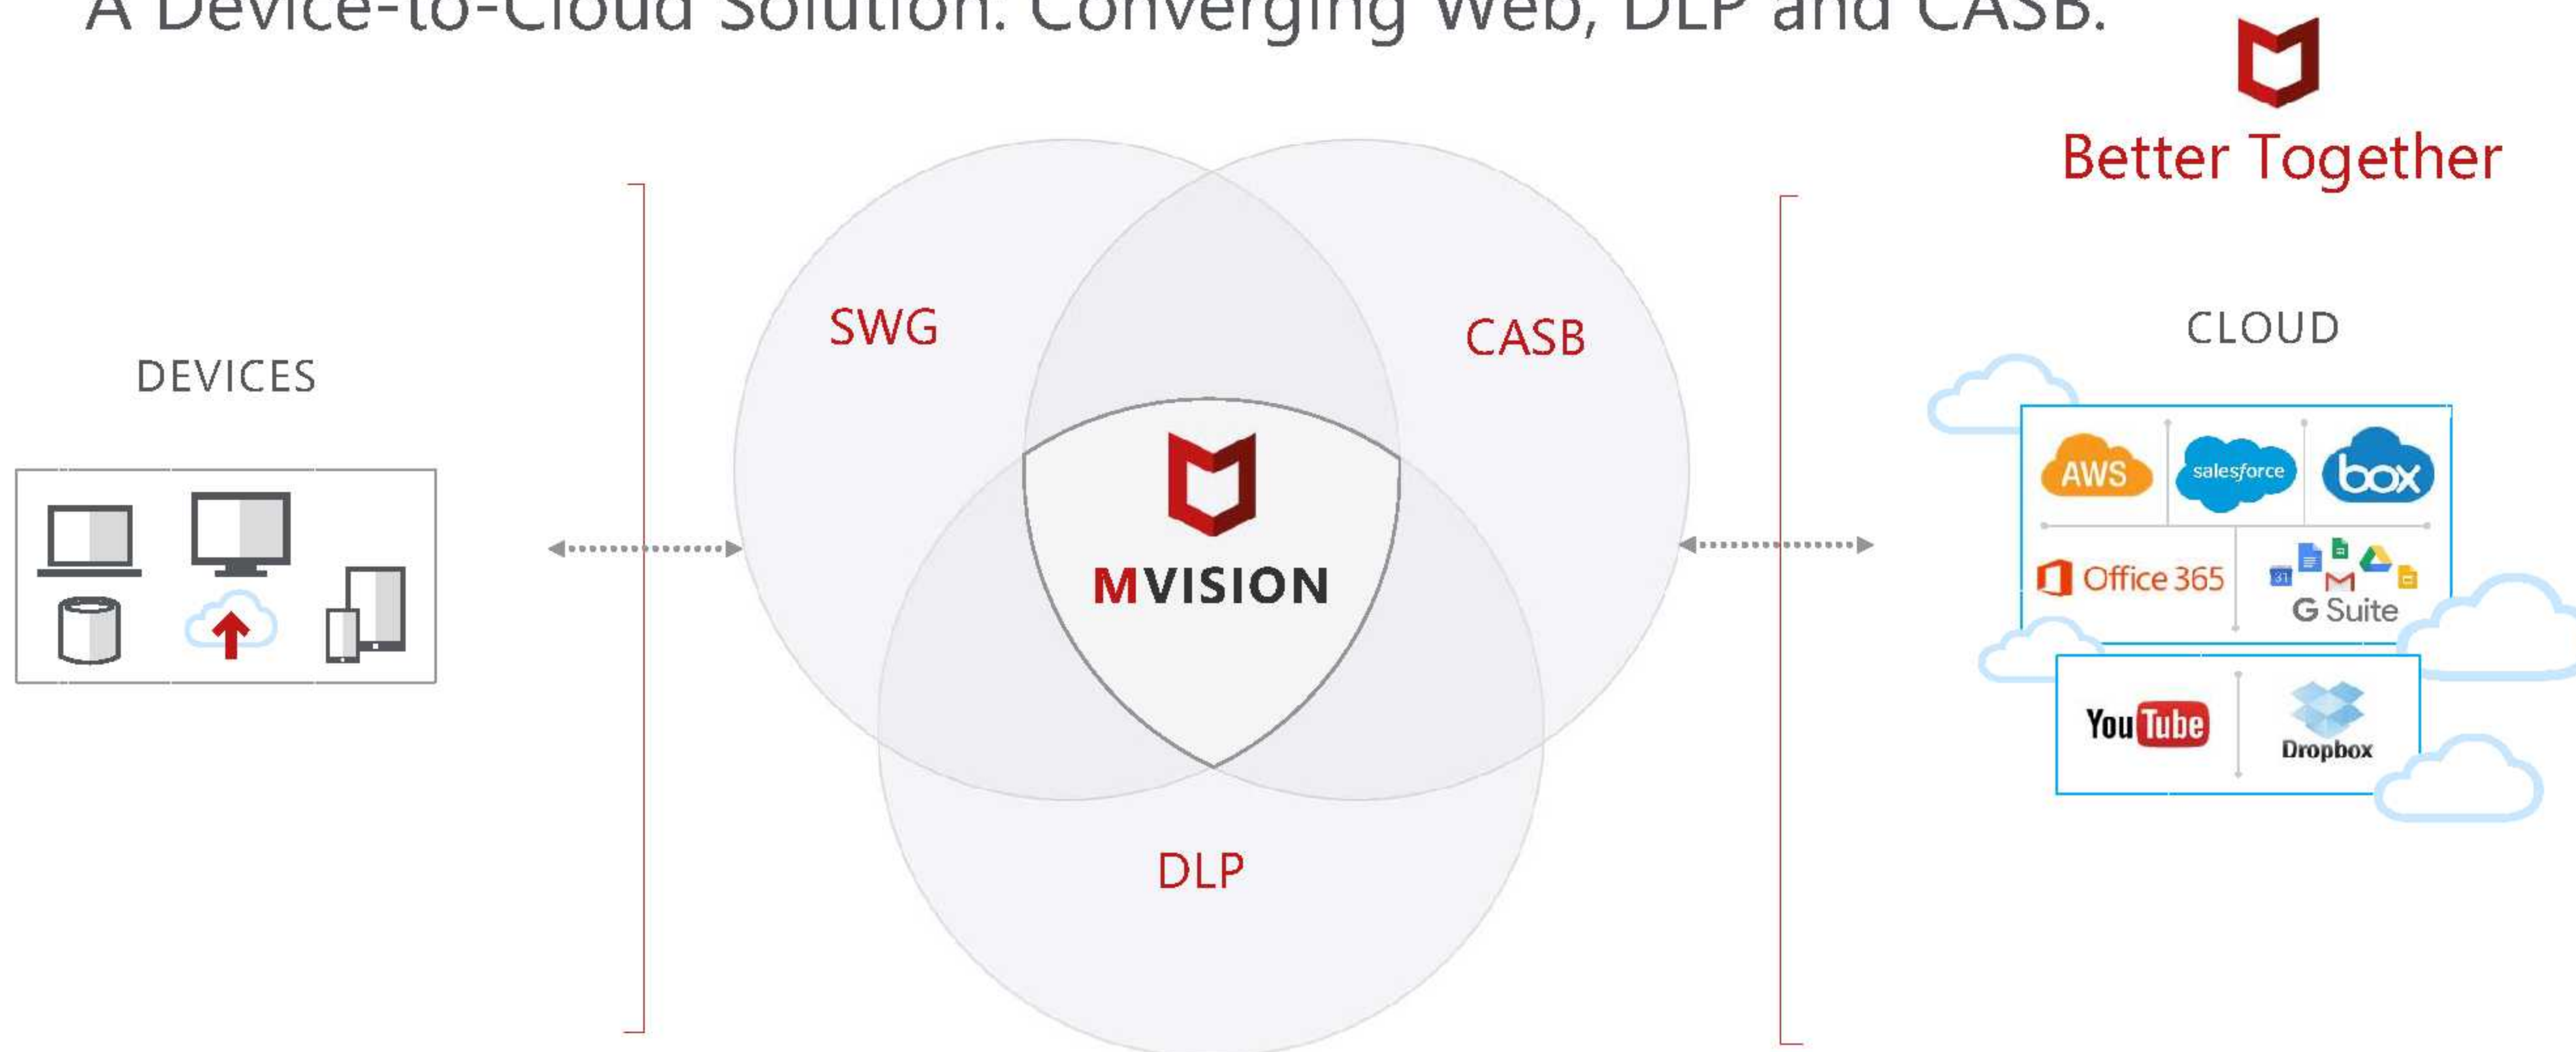 A Device-to-Cloud Solution: Converging Web, DLP and CASB.
Better Together
DEVICES
SWG
CASB
MVISION
DLP
CLOUD
AWS
salesforce
box
Office 365
31
G Suite
YouTube
Dropbox